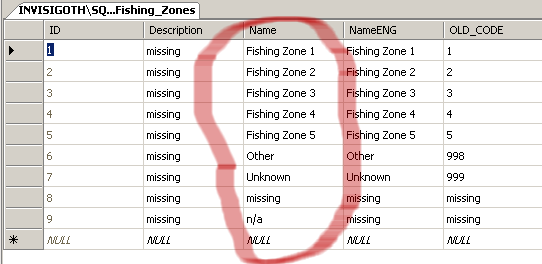 INVISIGOTH\SQ...Fishing_Zones
ID Description Name NameENG OLD_CODE
1 missing Fishing Zone 1 Fishing Zone 1 1
2 missing Fishing Zone 2 Fishing Zone 2 2
3 missing Fishing Zone 3 Fishing Zone 3 3
4 missing Fishing Zone 4 Fishing Zone 4 4
5 missing Fishing Zone 5 Fishing Zone 5 5
6 missing Other Other 998
7 missing Unknown Unknown 999
8 missing missing missing missing
9 missing n/a missing missing
NULL NULL NULL NULL NULL